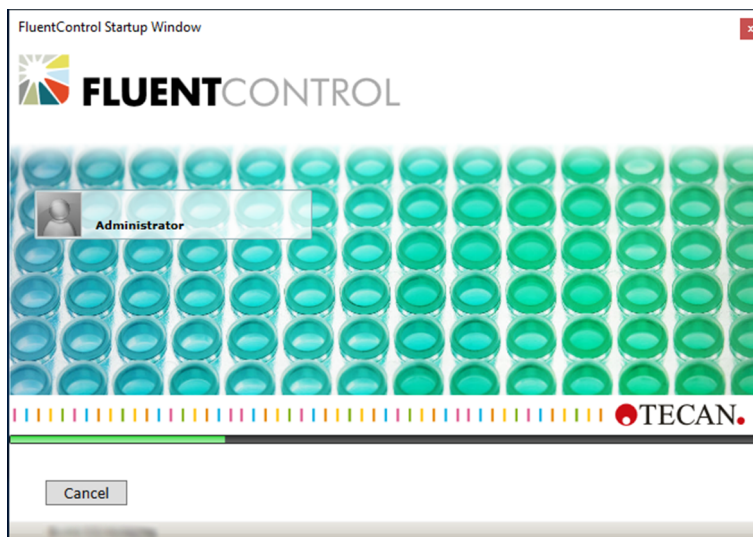 FluentControl Startup Window
x
FLUENTCONTROL
Administrator
TECAN.
Cancel